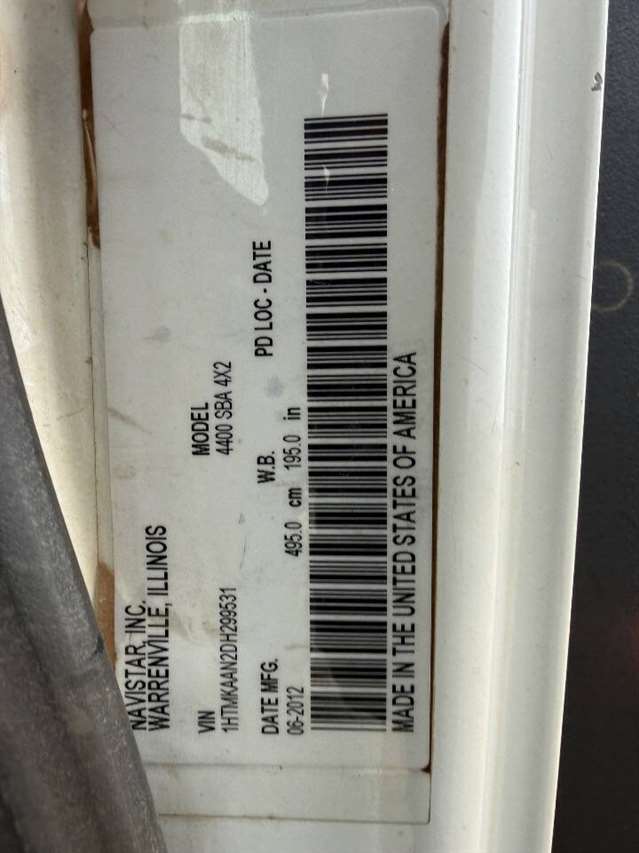 NAVISTAR, INC.
WARRENVILLE, ILLINOIS
VIN
1HTMKAAN2DH299531
MODEL
4400 SBA 4X2
DATE MFG.
06-2012
W.B.
495.0 cm 195.0 in
PD LOC - DATE
MADE IN THE UNITED STATES OF AMERICA